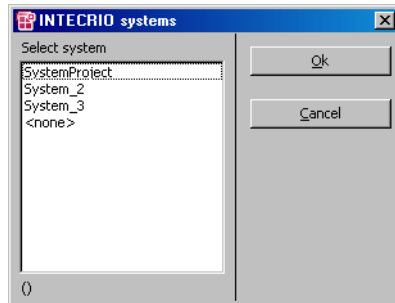 INTECRIO systems
Select system
SystemProject
System_2
System_3
<none>
()
Ok
Cancel